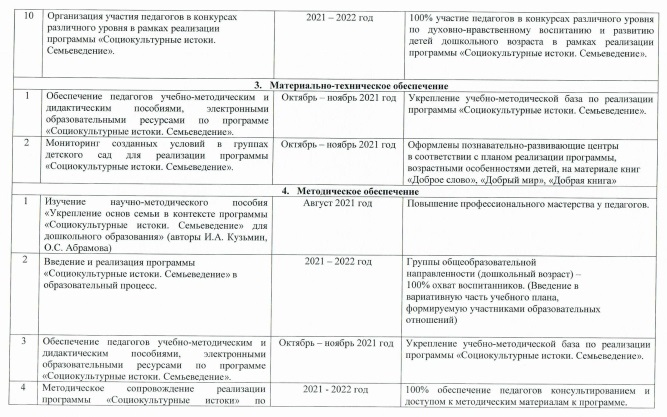 10 Организация участия педагогов в конкурсах 2021 – 2022 год 100% участие педагогов в конкурсах различного уровня
различного уровня в рамках реализации по духовно-нравственному воспитанию и развитию
программы «Социокультурные истоки. детей дошкольного возраста в рамках реализации
Семьеведение». программы «Социокультурные истоки. Семьеведение».
3. Материально-техническое обеспечение
1 Обеспечение педагогов учебно-методическим и Октябрь – ноябрь 2021 год Укрепление учебно-методической база по реализации
дидактическим пособиями, электронными программы «Социокультурные истоки. Семьеведение».
образовательными ресурсами по программе
«Социокультурные истоки. Семьеведение».
2 Мониторинг созданных условий в группах Октябрь – ноябрь 2021 год Оформлены познавательно-развивающие центры
детского сад для реализации программы в соответствии с планом реализации программы,
«Социокультурные истоки. Семьеведение». возрастными особенностями детей, на материале книг
«Доброе слово», «Добрый мир», «Добрая книга»
4. Методическое обеспечение
1 Изучение научно-методического пособия Август 2021 год Повышение профессионального мастерства у педагогов.
«Укрепление основ семьи в контексте программы
«Социокультурные истоки. Семьеведение» для
дошкольного образования» (авторы И.А. Кузьмин,
О.С. Абрамова)
2 Введение и реализация программы 2021 – 2022 год Группы общеобразовательной
«Социокультурные истоки. Семьеведение» в направленности (дошкольный возраст) –
образовательный процесс. 100% охват воспитанников. (Введение в
вариативную часть учебного плана,
формируемую участниками образовательных
отношений)
3 Обеспечение педагогов учебно-методическим и Октябрь – ноябрь 2021 год Укрепление учебно-методической база по реализации
дидактическим пособиями, электронными программы «Социокультурные истоки. Семьеведение».
образовательными ресурсами по программе
«Социокультурные истоки. Семьеведение».
4 Методическое сопровождение реализации 2021 - 2022 год 100% обеспечение педагогов консультированием и
программы «Социокультурные истоки» по доступом к методическим материалам к программе.